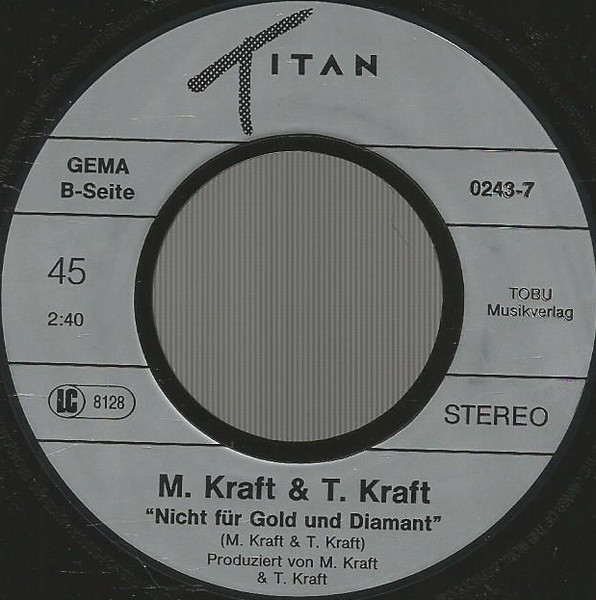 TITAN
GEMA
B-Seite
0243-7
45
2:40
TOBU
Musikverlag
LC 8128
STEREO
M. Kraft & T. Kraft
“Nicht für Gold und Diamant”
(M. Kraft & T. Kraft)
Produziert von M. Kraft
& T. Kraft